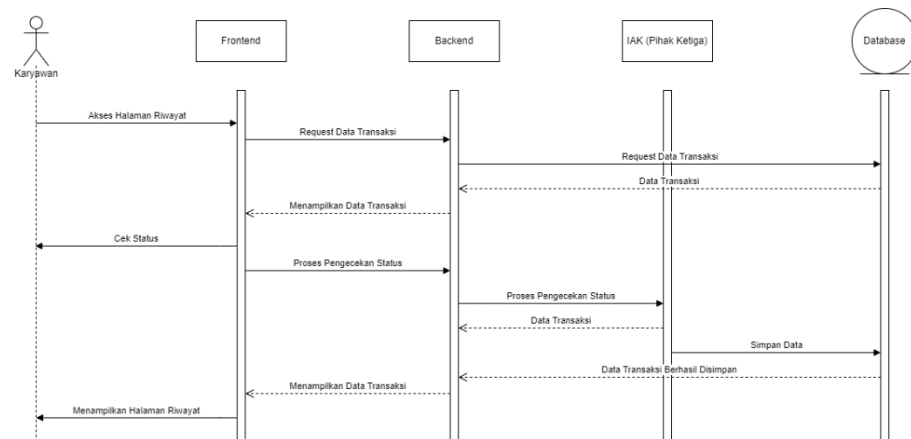 Frontend
Backend
IAK (Pihak Ketiga)
Database
Karyawan
Akses Halaman Riwayat
Request Data Transaksi
Request Data Transaksi
Data Transaksi
Menampilkan Data Transaksi
Cek Status
Proses Pengecekan Status
Proses Pengecekan Status
Data Transaksi
Simpan Data
Data Transaksi Berhasil Disimpan
Menampilkan Data Transaksi
Menampilkan Halaman Riwayat